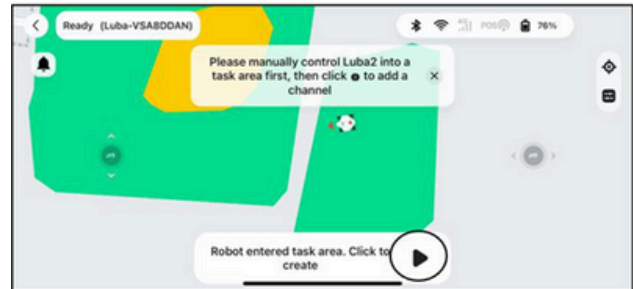 Ready (Luba-VSA8DDAN)
POS
76%
Please manually control Luba2 into a
task area first, then click to add a
channel
Robot entered task area. Click to
create